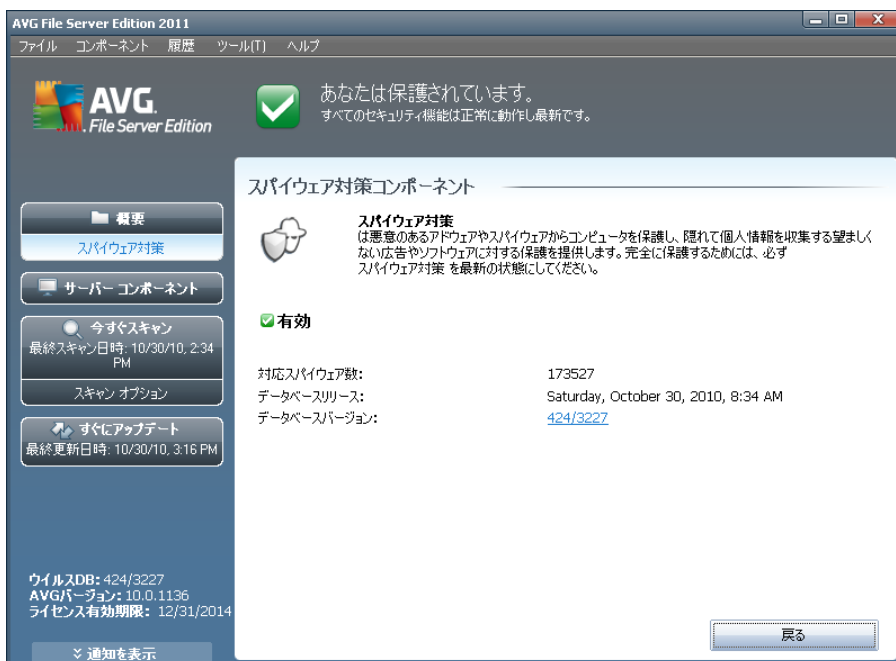 AVG File Server Edition 2011
ファイル コンポーネント 履歴 ツール(T) ヘルプ
AVG.
File Server Edition
あなたは保護されています。
すべてのセキュリティ機能は正常に動作し最新です。
概要
スパイウェア対策
サーバー コンポーネント
今すぐスキャン
最終スキャン日時: 10/30/10, 2:34
PM
スキャン オプション
すぐにアップデート
最終更新日時: 10/30/10, 3:16 PM
ウイルスDB: 424/3227
AVGバージョン: 10.0.1136
ライセンス有効期限: 12/31/2014
通知を表示
スパイウェア対策コンポーネント
スパイウェア対策
は悪意のあるアドウェアやスパイウェアからコンピュータを保護し、隠れて個人情報を収集する望ましく
ない広告やソフトウェアに対する保護を提供します。完全に保護するためには、必ず
スパイウェア対策 を最新の状態にしてください。
有効
対応スパイウェア数: 173527
データベースリリース: Saturday, October 30, 2010, 8:34 AM
データベースバージョン: 424/3227
戻る